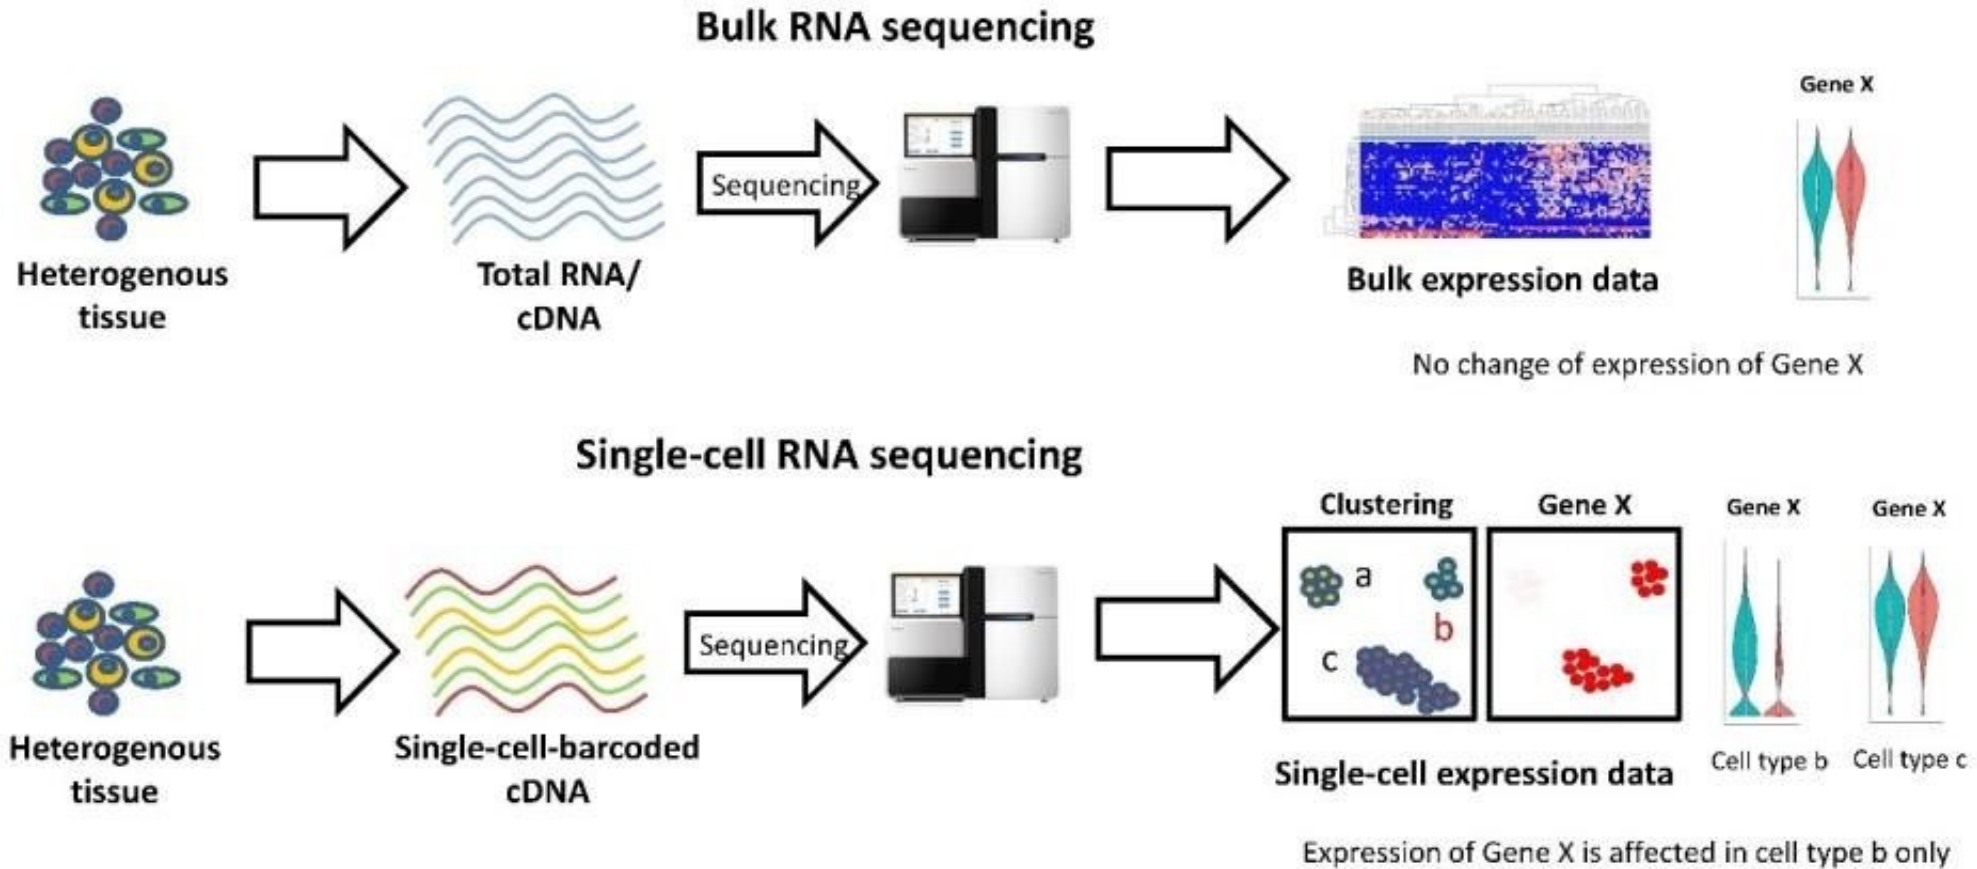 Bulk RNA sequencing
Heterogenous
tissue
Total RNA/
cDNA
Sequencing
Bulk expression data
Gene X
No change of expression of Gene X
Single-cell RNA sequencing
Heterogenous
tissue
Single-cell-barcoded
cDNA
Sequencing
Clustering
a
b
c
Gene X
Single-cell expression data
Gene X
Cell type b
Gene X
Cell type c
Expression of Gene X is affected in cell type b only